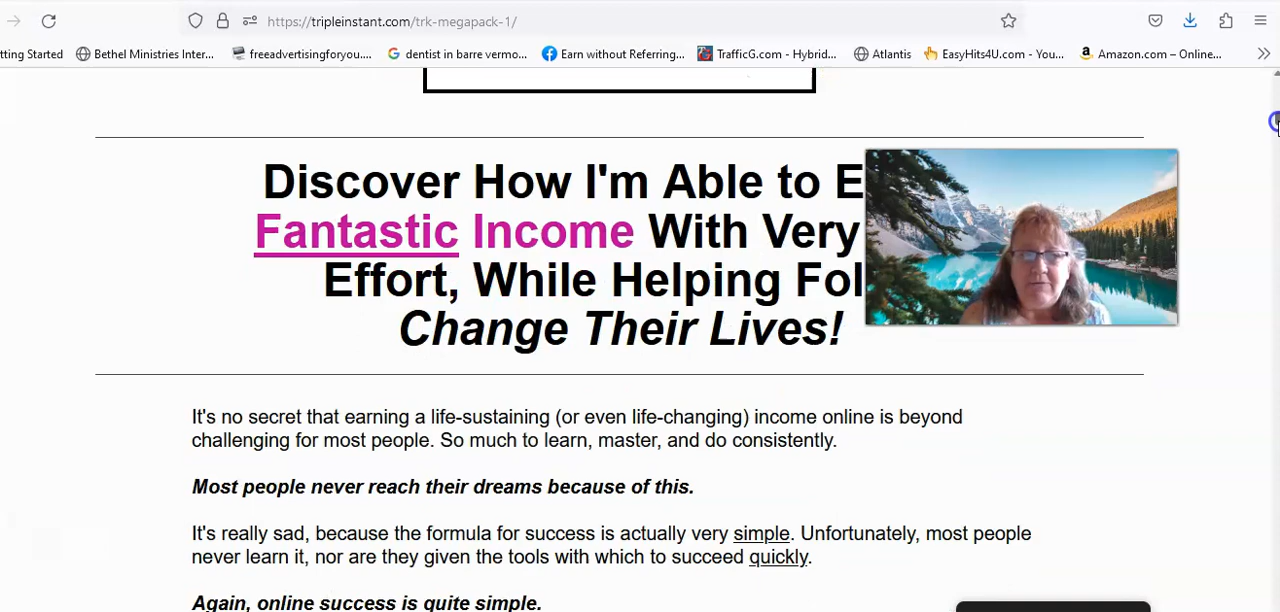 https://tripleinstant.com/trk-megapack-1/
tting Started
Bethel Ministries Inter...
freeadvertisingforyou....
dentist in barre vermo...
Earn without Referring...
TrafficG.com - Hybrid...
Atlantis
EasyHits4U.com - You...
Amazon.com – Online...
Discover How I'm Able to E
Fantastic Income With Very
Effort, While Helping Fol
Change Their Lives!
It's no secret that earning a life-sustaining (or even life-changing) income online is beyond
challenging for most people. So much to learn, master, and do consistently.
Most people never reach their dreams because of this.
It's really sad, because the formula for success is actually very simple. Unfortunately, most people
never learn it, nor are they given the tools with which to succeed quickly.
Again, online success is quite simple.